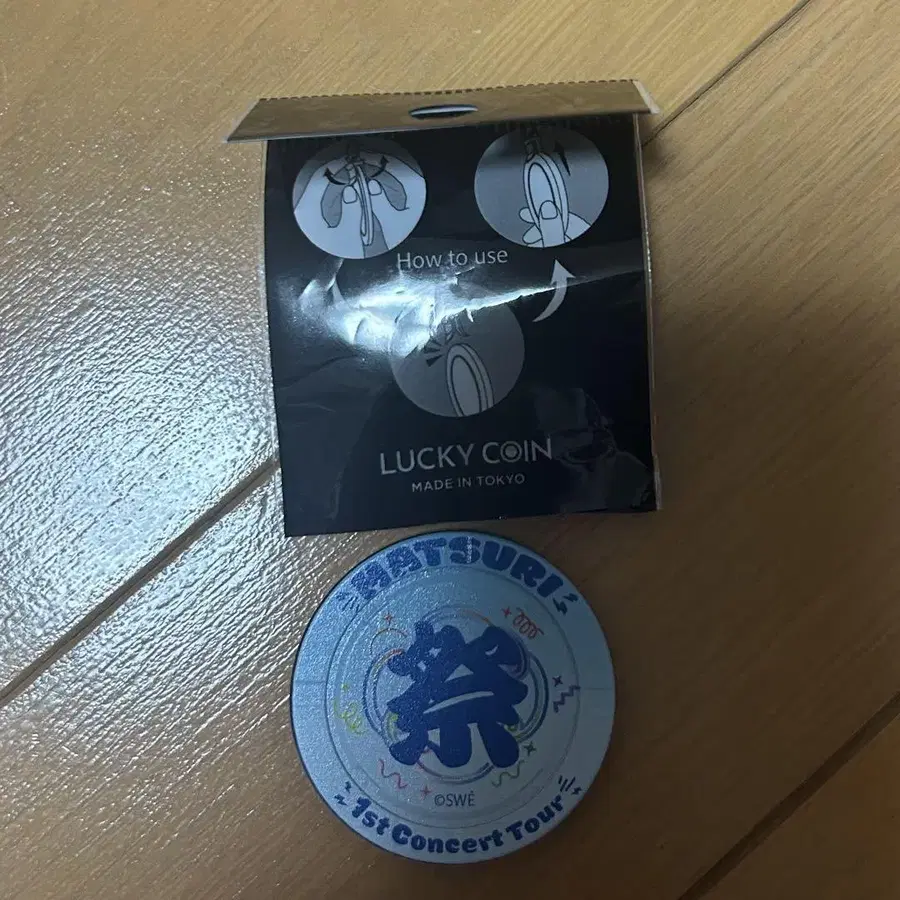 How to use
LUCKY COIN
MADE IN TOKYO
MATSURI
祭
©SWÉ
1st Concert Tour